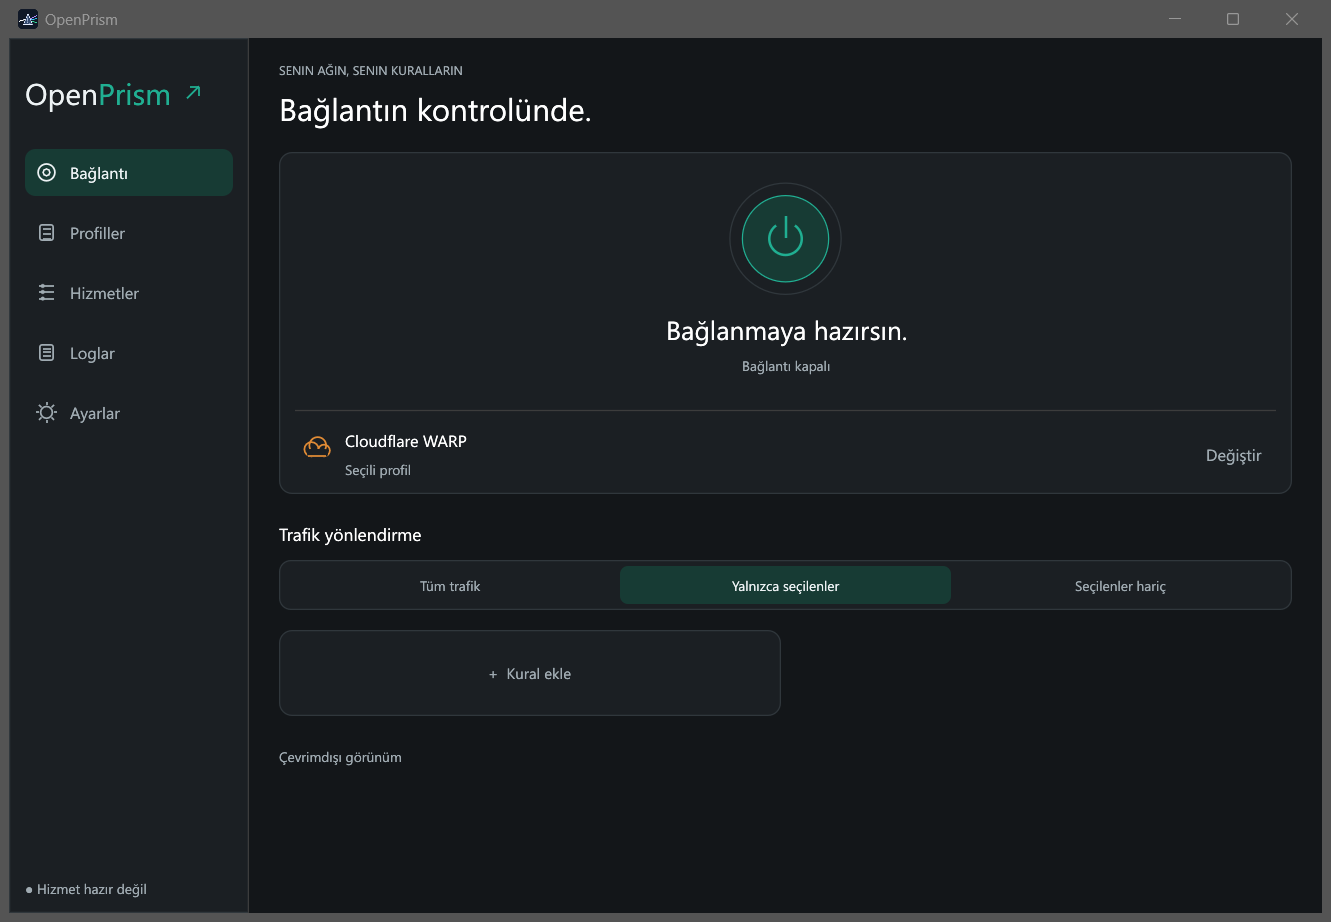 OpenPrism
OpenPrism
Bağlantı
Profiller
Hizmetler
Loglar
Ayarlar
Hizmet hazır değil
SENIN AĞIN, SENIN KURALLARIN
Bağlantın kontrolünde.
Bağlanmaya hazırsın.
Bağlantı kapalı
Cloudflare WARP
Seçili profil
Değiştir
Trafik yönlendirme
Tüm trafik
Yalnızca seçilenler
Seçilenler hariç
+ Kural ekle
Çevrimdışı görünüm